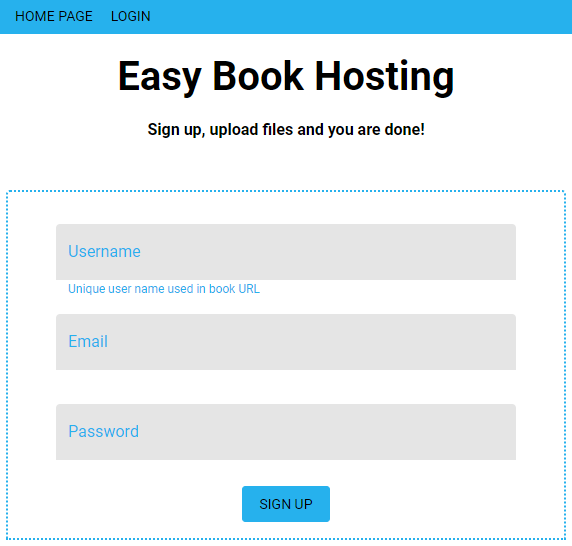 HOME PAGE LOGIN
Easy Book Hosting
Sign up, upload files and you are done!
Username
Unique user name used in book URL
Email
Password
SIGN UP